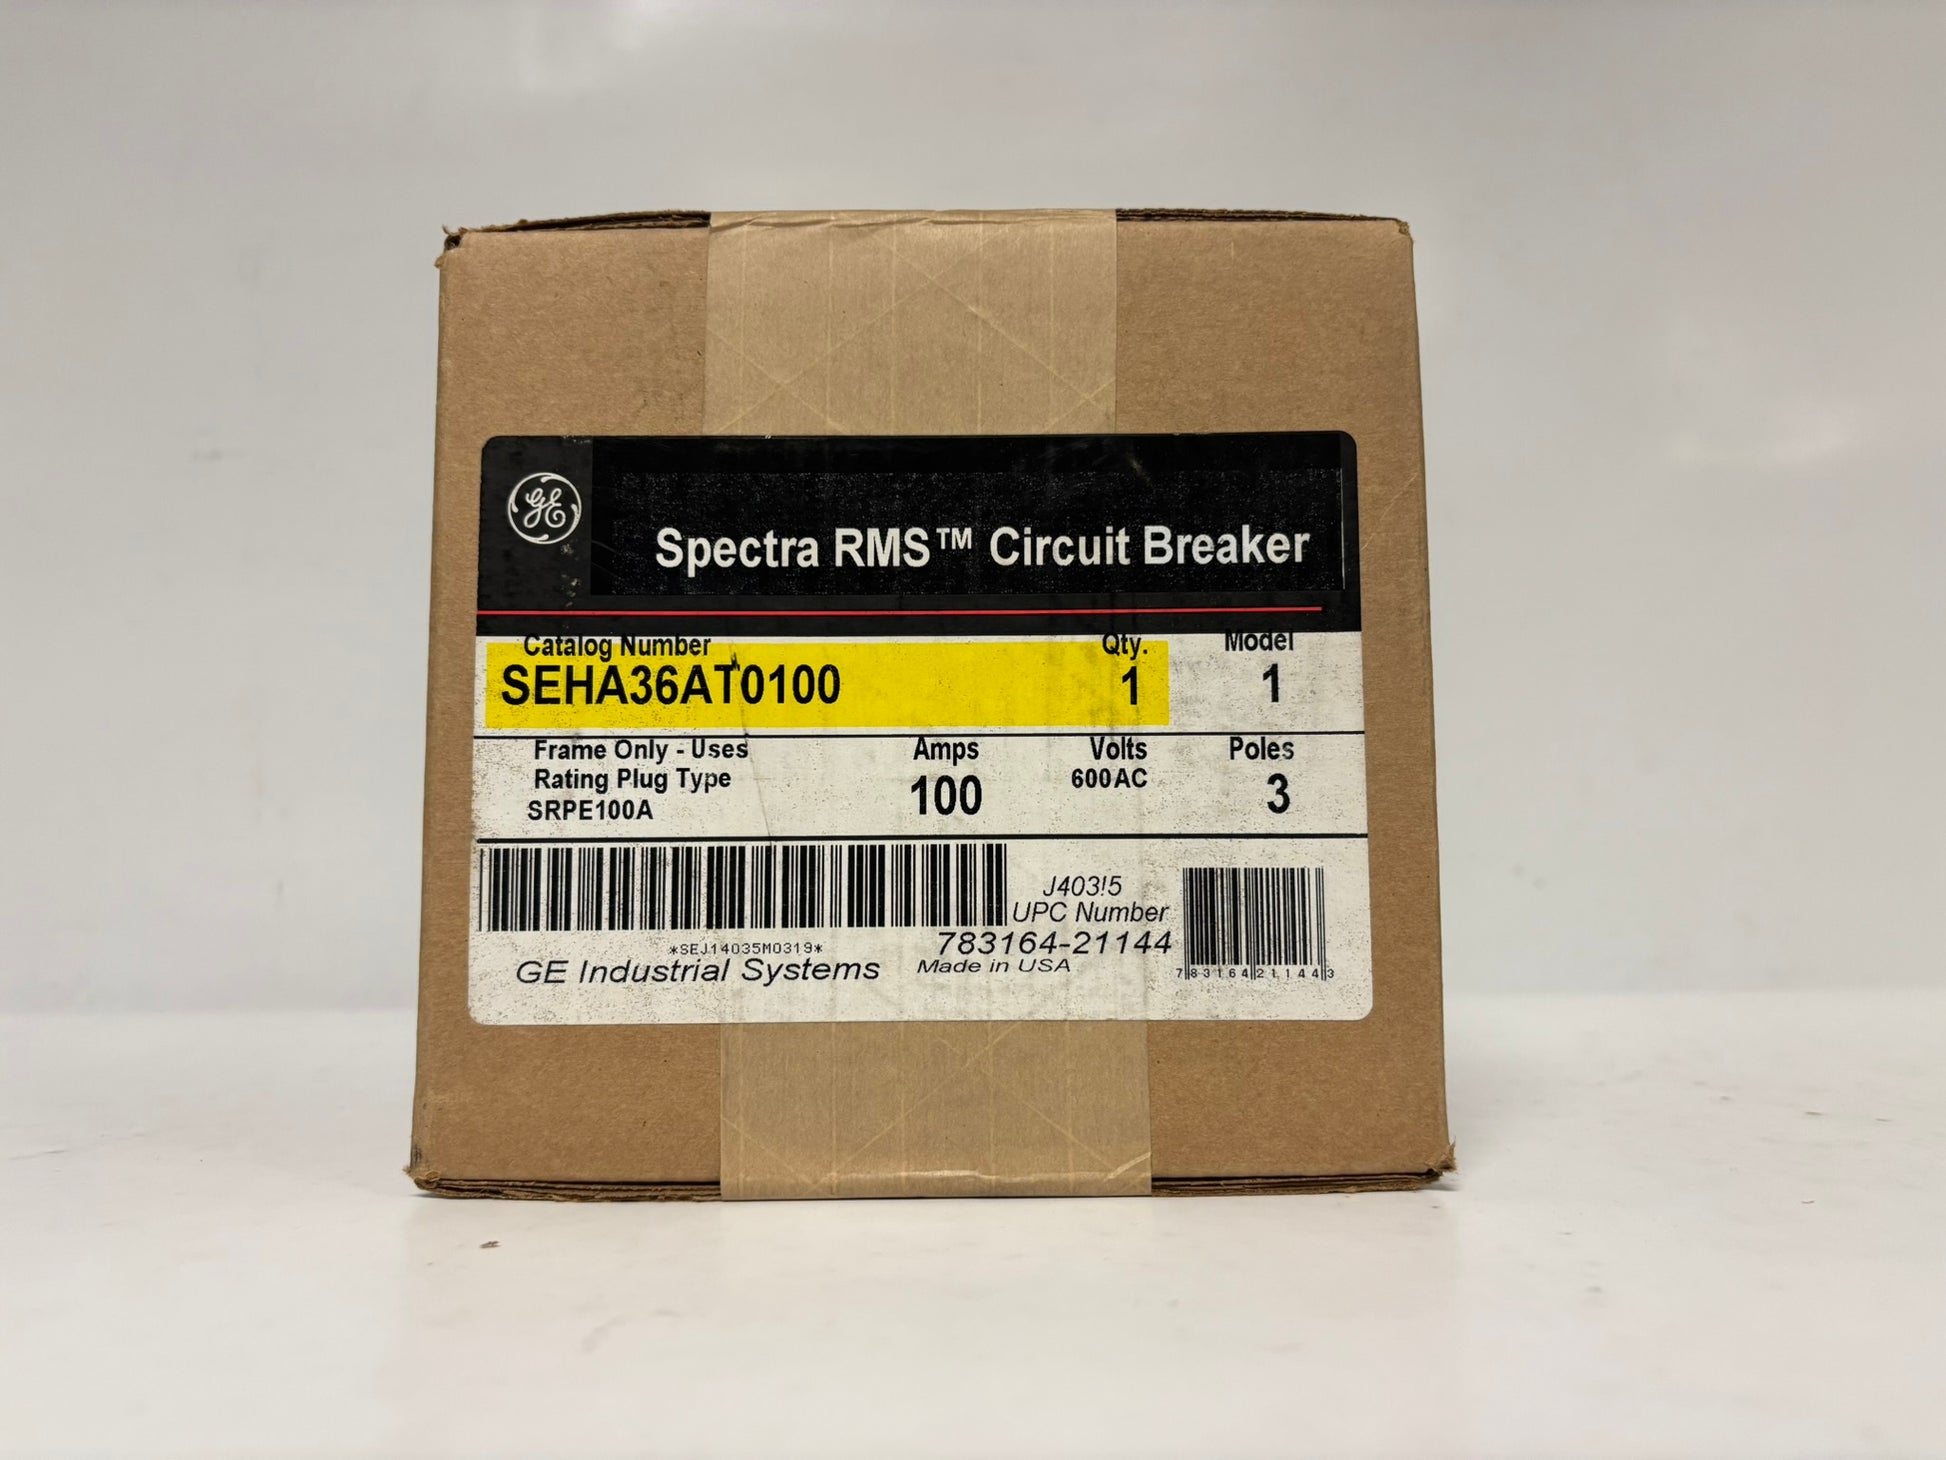 GE
Spectra RMS™ Circuit Breaker
Catalog Number Qty. Model
SEHA36AT0100 1 1
Frame Only - Uses Amps Volts Poles
Rating Plug Type 100 600AC 3
SRPE100A
J403!5
UPC Number
*SEJ14035M0319* 783164-21144
GE Industrial Systems Made in USA
7 83164 21144 3